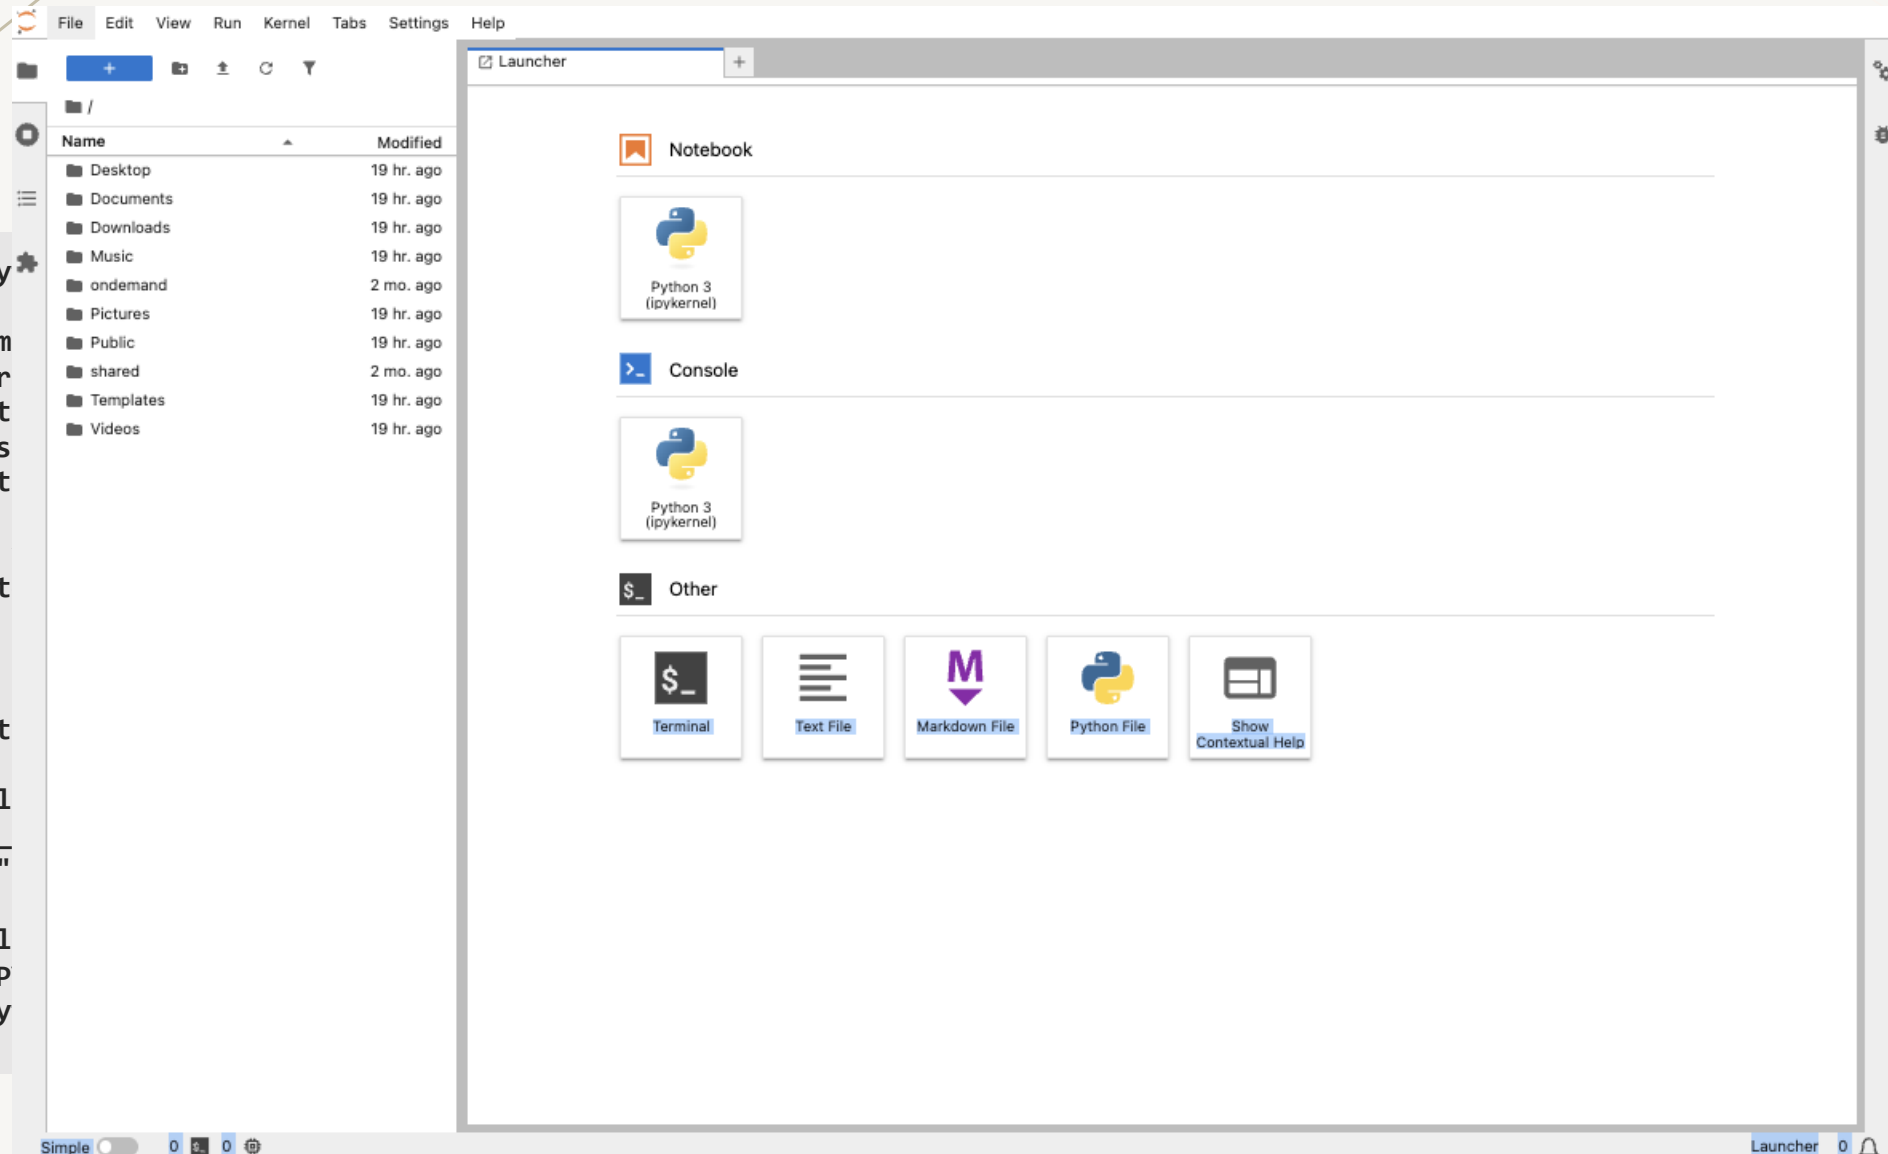 File Edit View Run Kernel Tabs Settings Help
+
Launcher
+
/
Name Modified
Desktop 19 hr. ago
Documents 19 hr. ago
Downloads 19 hr. ago
Music 19 hr. ago
ondemand 2 mo. ago
Pictures 19 hr. ago
Public 19 hr. ago
shared 2 mo. ago
Templates 19 hr. ago
Videos 19 hr. ago
Notebook
Python 3
(ipykernel)
Console
Python 3
(ipykernel)
$_ Other
$_
Terminal
Text File
Markdown File
Python File
Show
Contextual Help
y
m
r
t
s
t
t
t
l
_
"
l
P
y
Simple 0 $_ 0 Launcher 0